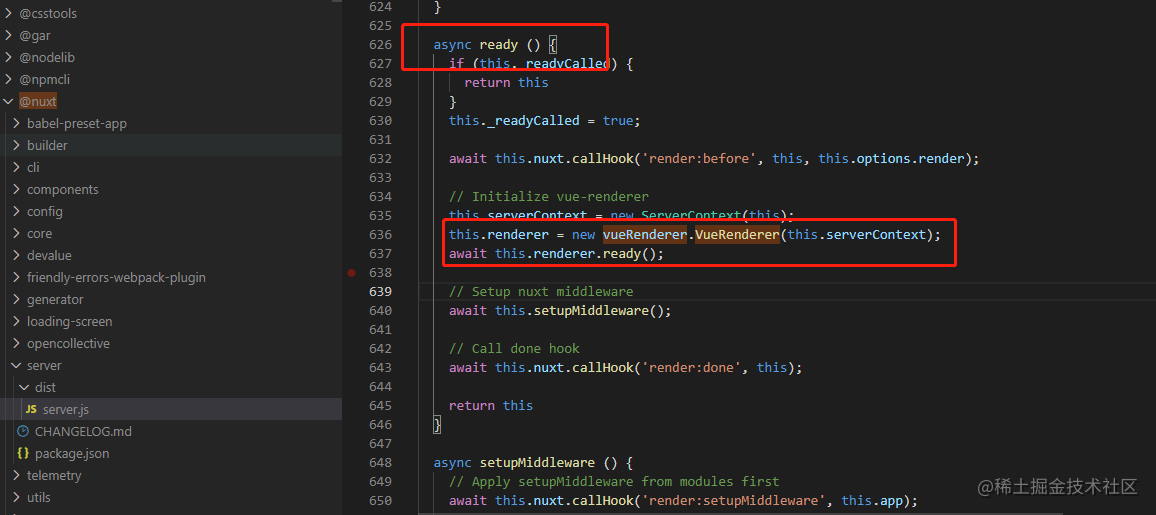 @csstools
@gar
@nodelib
@npmcli
@nuxt
babel-preset-app
builder
cli
components
config
core
devalue
friendly-errors-webpack-plugin
generator
loading-screen
opencollective
server
dist
JS server.js
CHANGELOG.md
{} package.json
telemetry
utils
624 }
625
626 async ready () {
627 if (this._readyCalled) {
628 return this
629 }
630 this._readyCalled = true;
631
632 await this.nuxt.callHook('render:before', this, this.options.render);
633
634 // Initialize vue-renderer
635 this.serverContext = new ServerContext(this);
636 this.renderer = new vueRenderer.VueRenderer(this.serverContext);
637 await this.renderer.ready();
638
639 // Setup nuxt middleware
640 await this.setupMiddleware();
641
642 // Call done hook
643 await this.nuxt.callHook('render:done', this);
644
645 return this
646 }
647
648 async setupMiddleware () {
649 // Apply setupMiddleware from modules first
650 await this.nuxt.callHook('render:setupMiddleware', this.app);
@稀土掘金技术社区